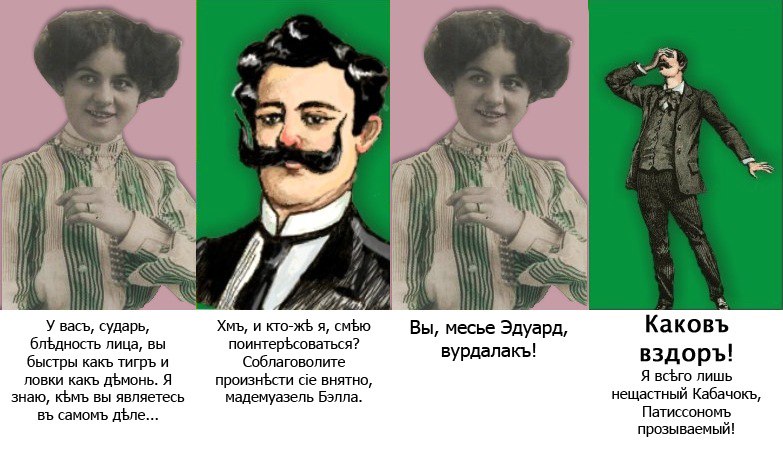 У васъ, сударь,
блѣдность лица, вы
быстры какъ тигръ и
ловки какъ дѣмонь. Я
знаю, кѣмъ вы являетесь
въ самомъ дѣле...
Хмъ, и кто-жѣ я, смѣю
поинтерѣсоваться?
Соблаговолите
произнѣсти сіе внятно,
мадемуазель Бэлла.
Вы, месье Эдуард,
вурдалакъ!
Каковъ
вздоръ!
Я всѣго лишь
нещастный Кабачокъ,
Патиссономъ
прозываемый!